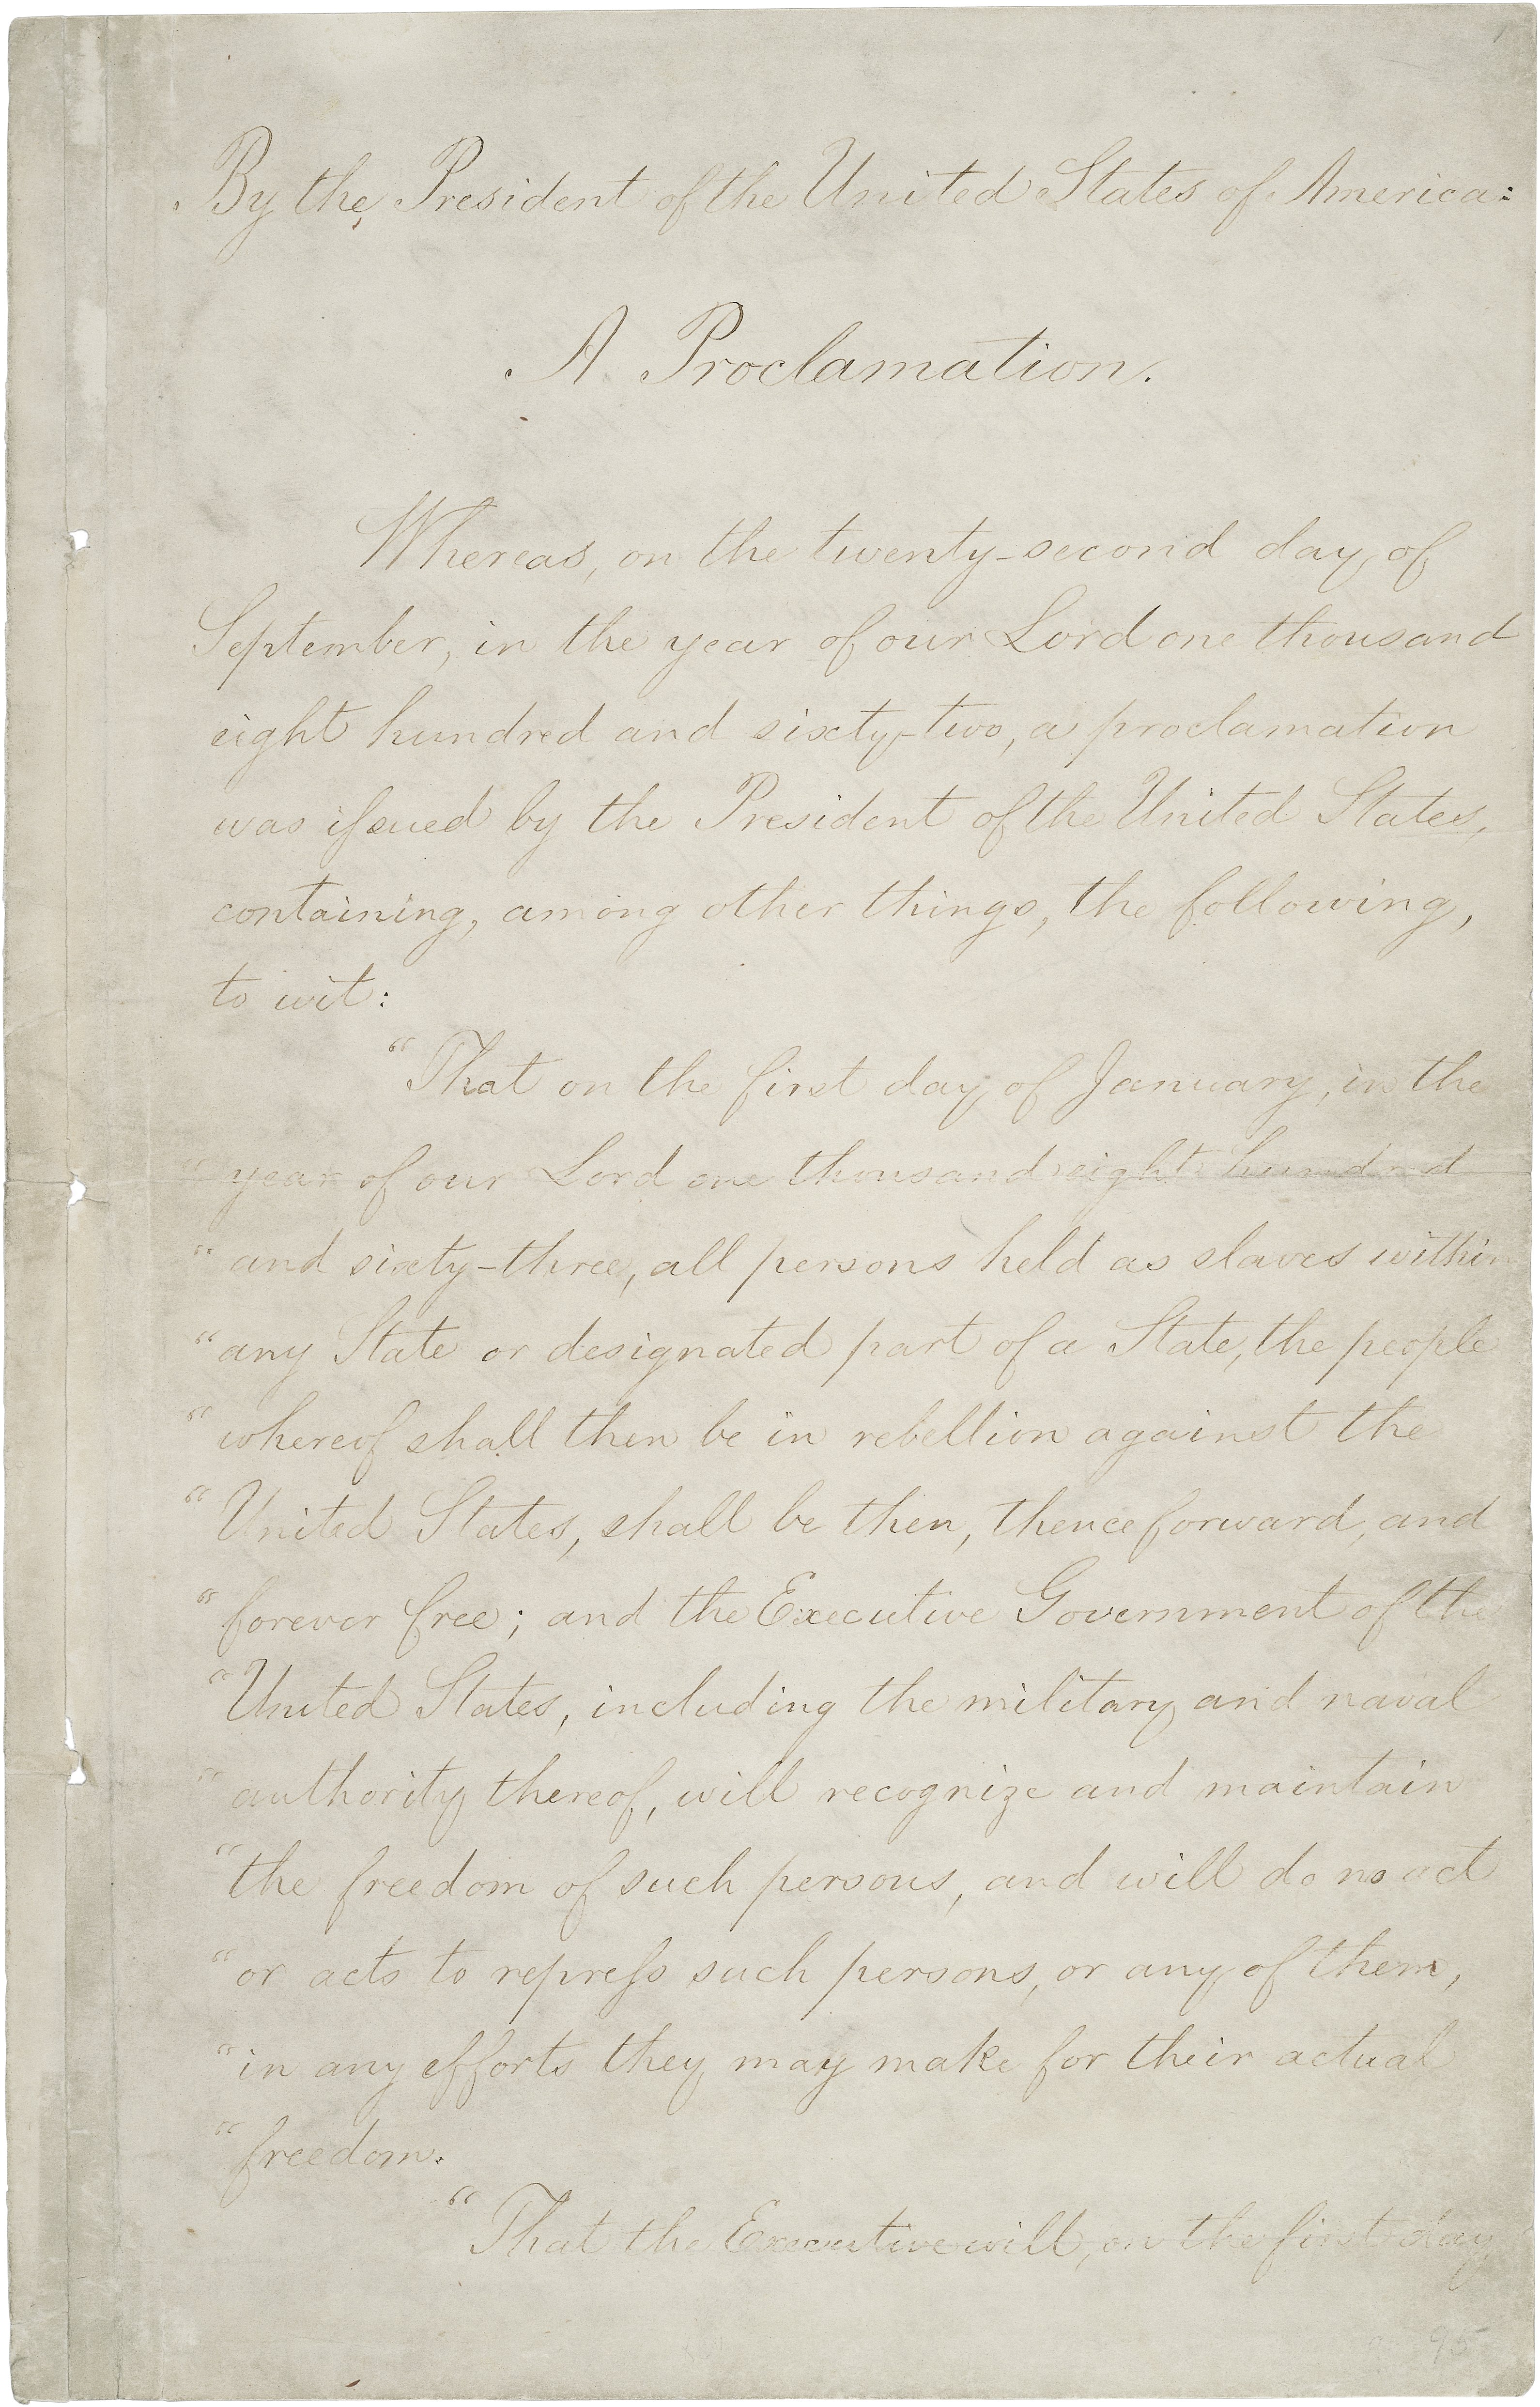 By the President of the United States of America:
A Proclamation.
Whereas, on the twenty-second day of
September, in the year of our Lord one thousand
eight hundred and sixty-two, a proclamation
was issued by the President of the United States,
containing, among other things, the following,
to wit:
"That on the first day of January, in the
"year of our Lord one thousand eight hundred
"and sixty-three, all persons held as slaves within
"any State or designated part of a State, the people
"whereof shall then be in rebellion against the
"United States, shall be then, thenceforward, and
"forever free; and the Executive Government of the
"United States, including the military and naval
"authority thereof, will recognize and maintain
"the freedom of such persons, and will do no act
"or acts to repress such persons, or any of them,
"in any efforts they may make for their actual
"freedom.
"That the Executive will, on the first day
95